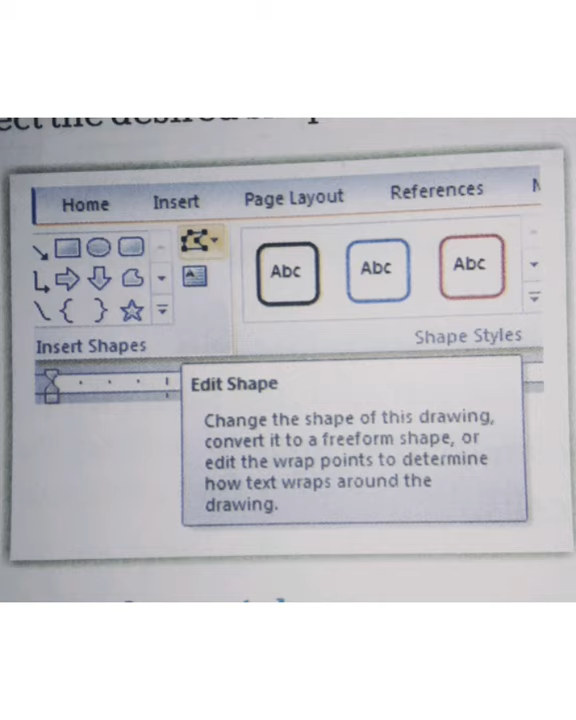 Home Insert Page Layout References
Abc Abc Abc
Insert Shapes Shape Styles
Edit Shape
Change the shape of this drawing,
convert it to a freeform shape, or
edit the wrap points to determine
how text wraps around the
drawing.